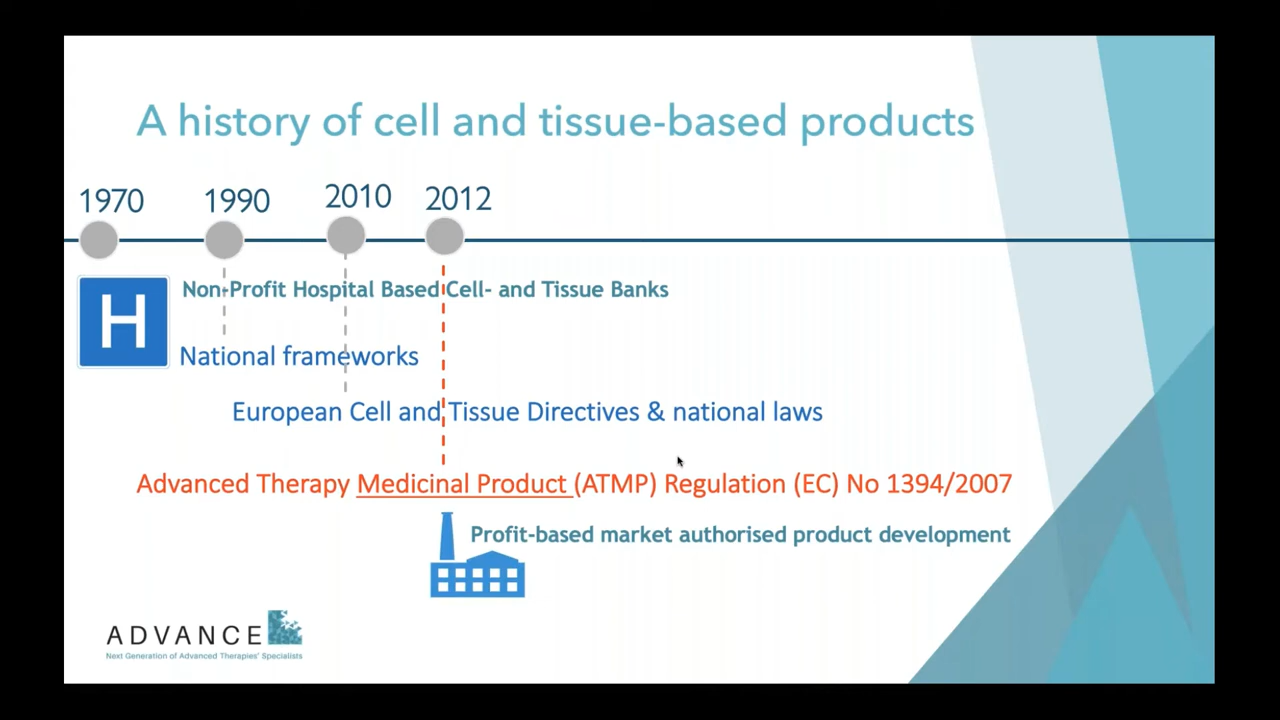 A history of cell and tissue-based products
1970 1990 2010 2012
H
Non-Profit Hospital Based Cell- and Tissue Banks
National frameworks
European Cell and Tissue Directives & national laws
Advanced Therapy Medicinal Product (ATMP) Regulation (EC) No 1394/2007
Profit-based market authorised product development
ADVANCE
Next Generation of Advanced Therapies' Specialists